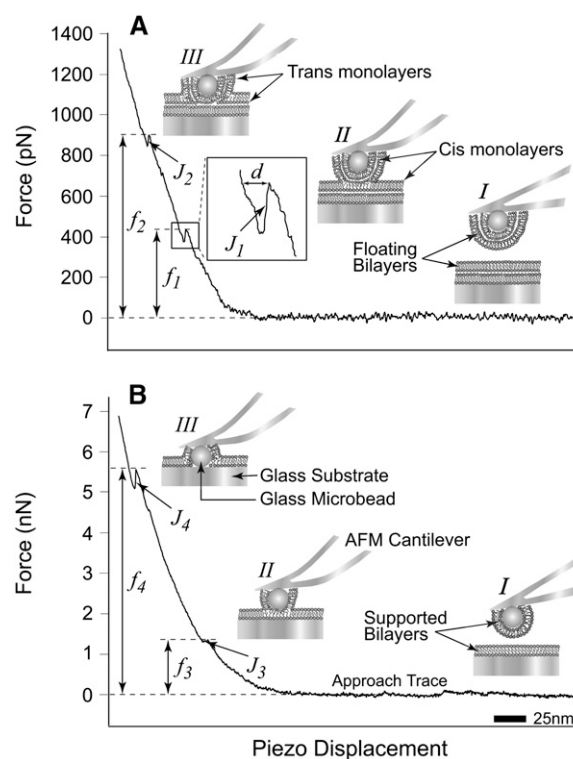 A
1400
1200
1000
800
600
400
200
0
Force (pN)
III
Trans monolayers
II
Cis monolayers
I
Floating
Bilayers
J2
d
J1
f2
f1
B
7
6
5
4
3
2
1
0
Force (nN)
III
Glass Substrate
Glass Microbead
J4
AFM Cantilever
II
I
Supported
Bilayers
f4
J3
f3
Approach Trace
25nm
Piezo Displacement